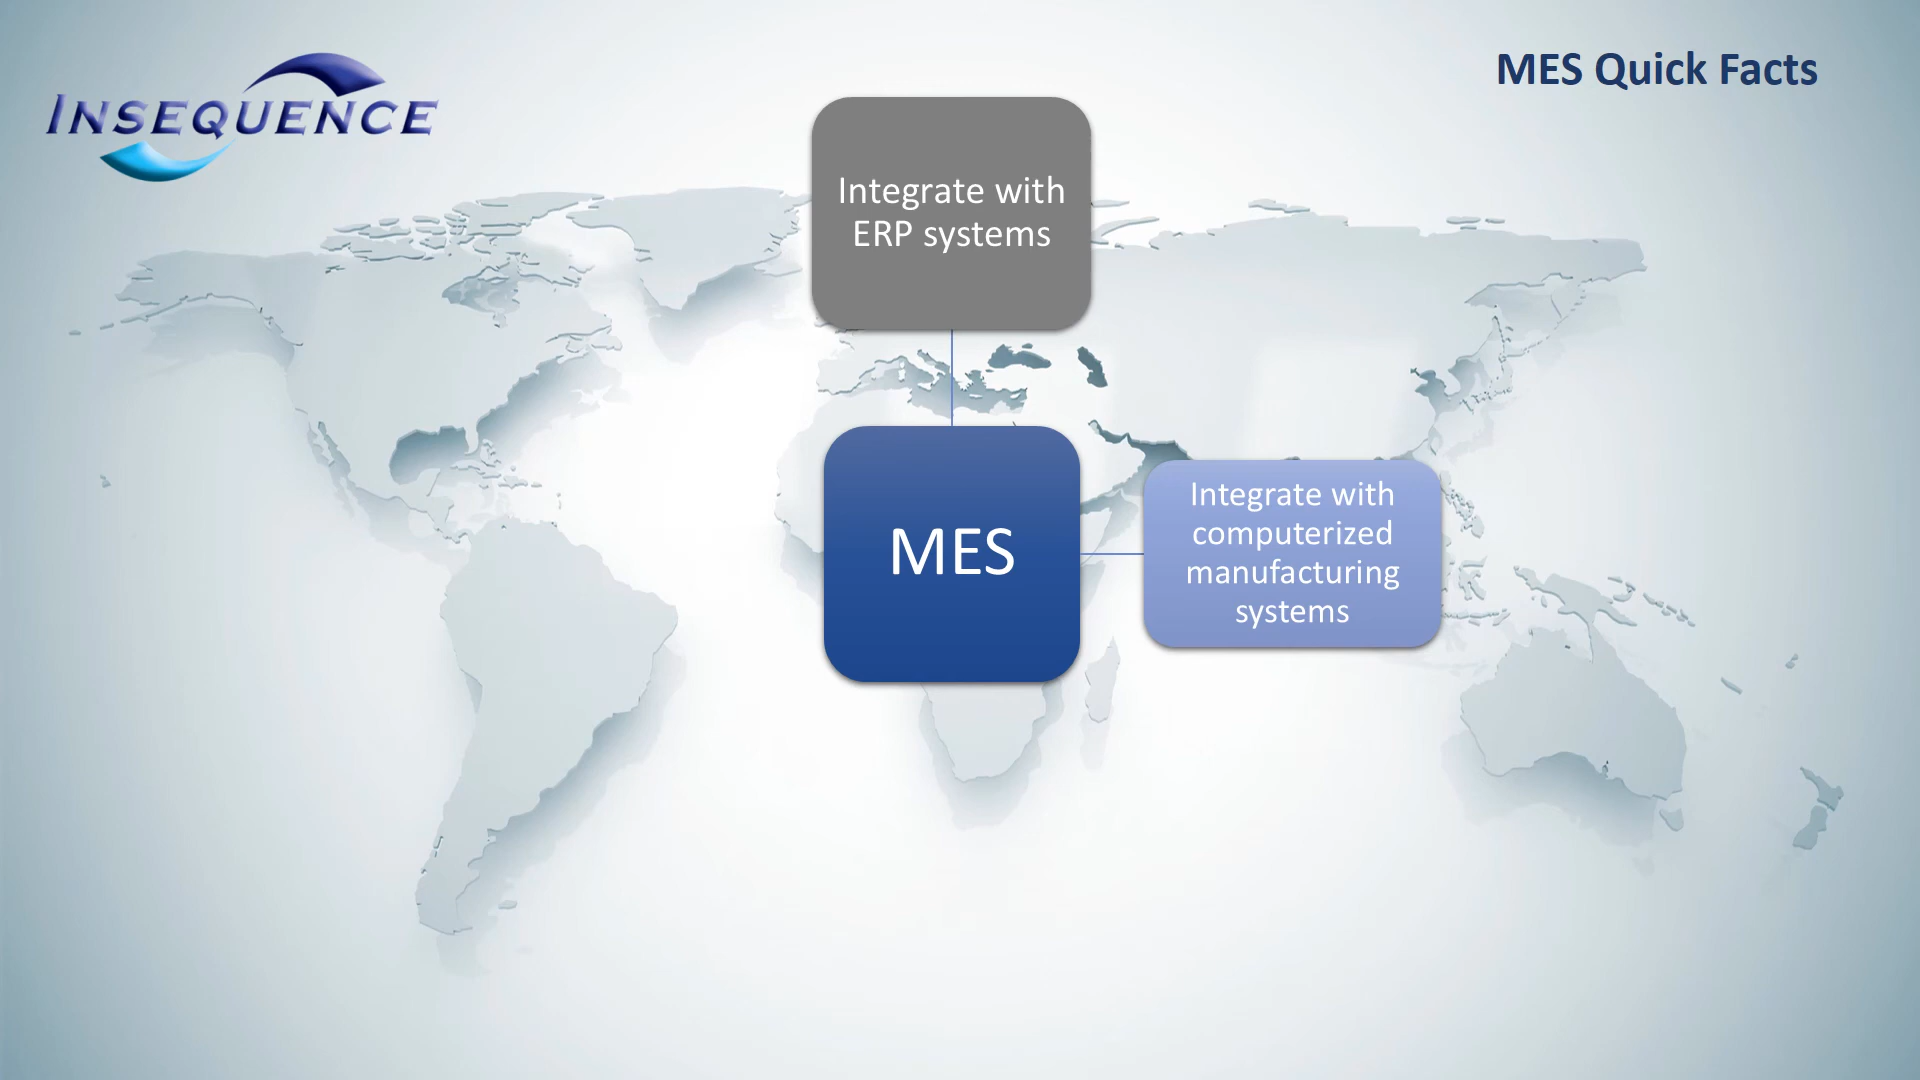 INSEQUENCE
MES Quick Facts
Integrate with
ERP systems
MES
Integrate with
computerized
manufacturing
systems